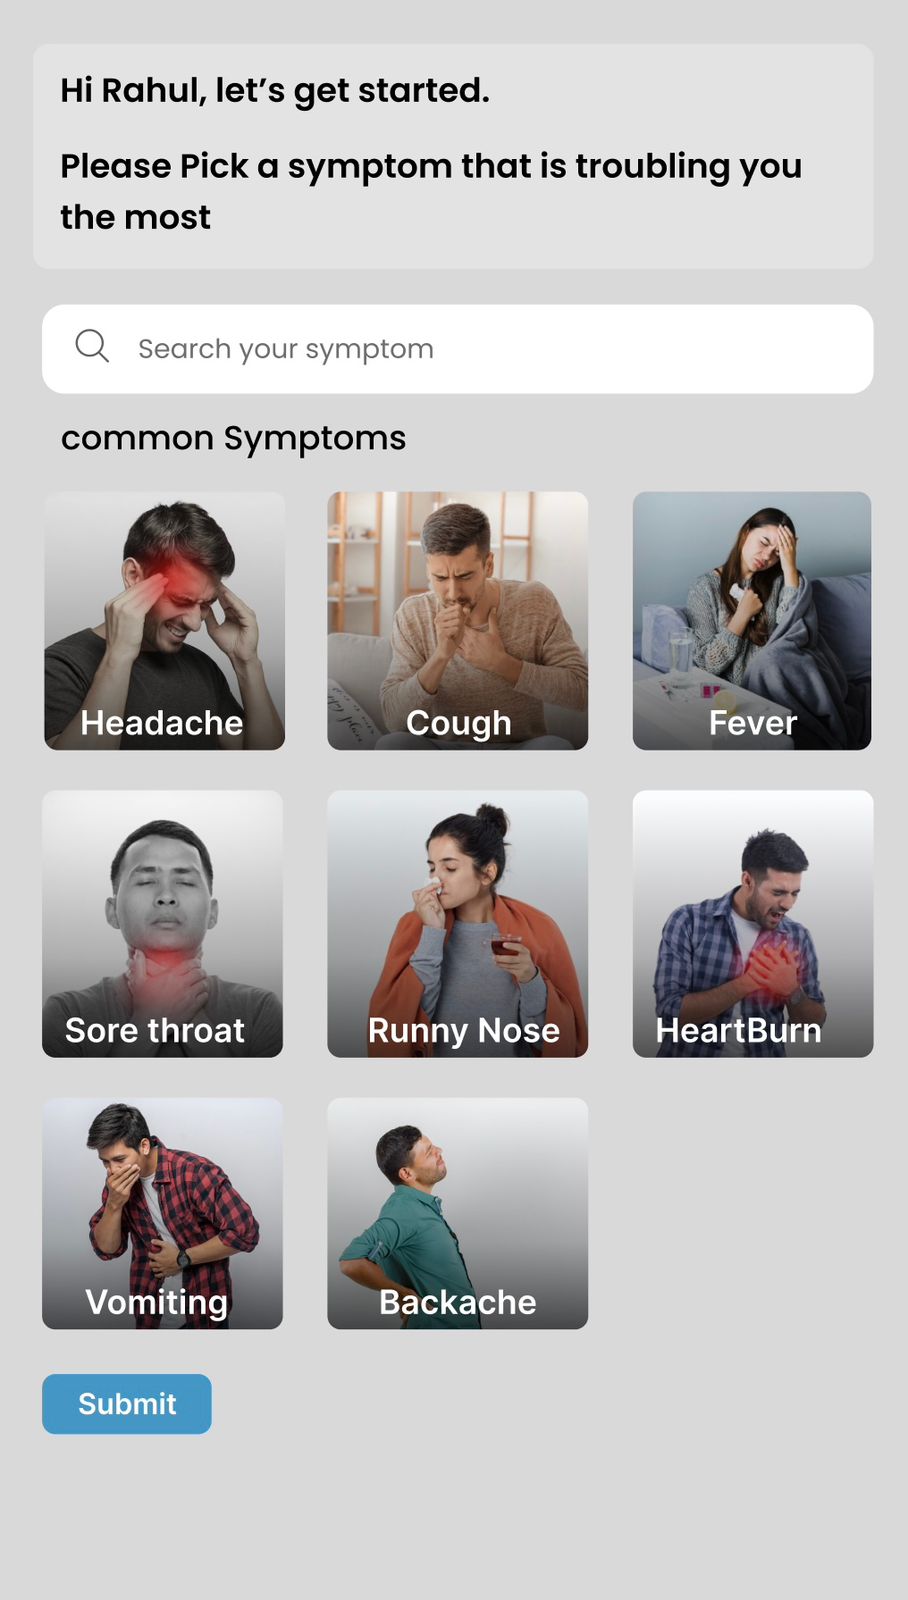 Hi Rahul, let’s get started.
Please Pick a symptom that is troubling you
the most
Search your symptom
common Symptoms
Headache
Cough
Fever
Sore throat
Runny Nose
HeartBurn
Vomiting
Backache
Submit